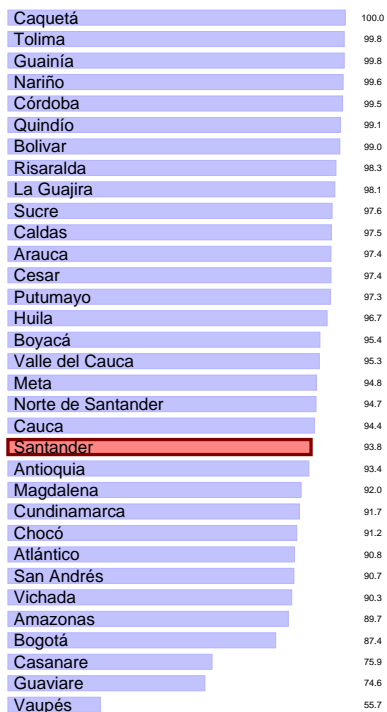 Caquetá 100.0
Tolima 99.8
Guainía 99.8
Nariño 99.6
Córdoba 99.5
Quindío 99.1
Bolivar 99.0
Risaralda 98.3
La Guajira 98.1
Sucre 97.6
Caldas 97.5
Arauca 97.4
Cesar 97.4
Putumayo 97.3
Huila 96.7
Boyacá 95.4
Valle del Cauca 95.3
Meta 94.8
Norte de Santander 94.7
Cauca 94.4
Santander 93.8
Antioquia 93.4
Magdalena 92.0
Cundinamarca 91.7
Chocó 91.2
Atlántico 90.8
San Andrés 90.7
Vichada 90.3
Amazonas 89.7
Bogotá 87.4
Casanare 75.9
Guaviare 74.6
Vaupés 55.7